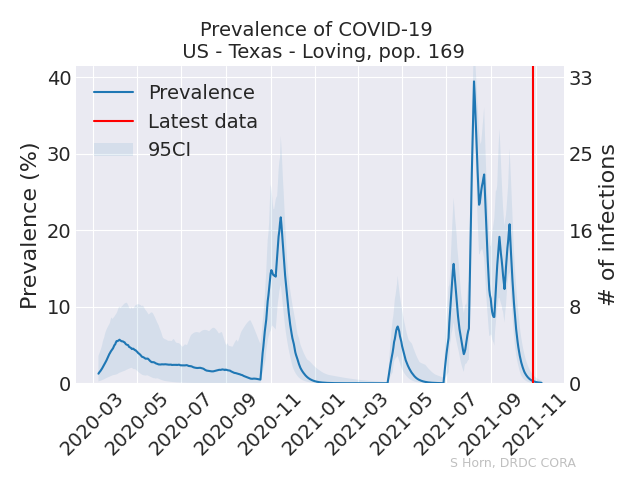 Prevalence of COVID-19
US - Texas - Loving, pop. 169
Prevalence
Latest data
95CI
Prevalence (%)
40
30
20
10
0
33
25
16
8
0
# of infections
2020-03
2020-05
2020-07
2020-09
2020-11
2021-01
2021-03
2021-05
2021-07
2021-09
2021-11
S Horn, DRDC CORA